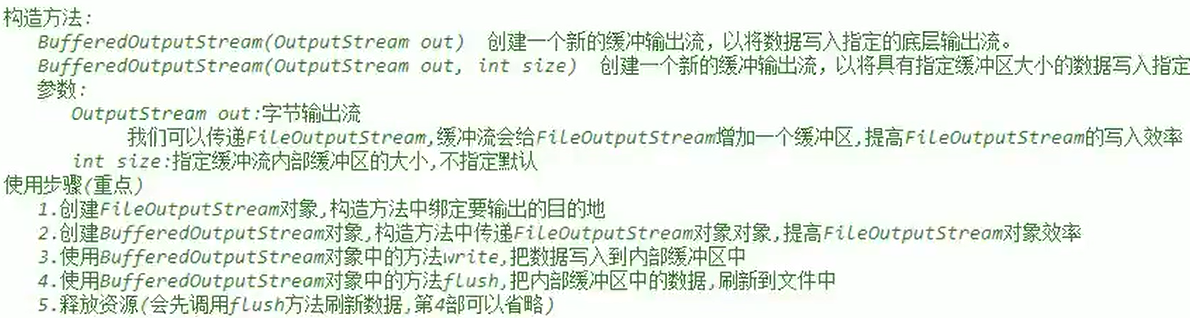 构造方法:
BufferedOutputStream(OutputStream out) 创建一个新的缓冲输出流，以将数据写入指定的底层输出流。
BufferedOutputStream(OutputStream out, int size) 创建一个新的缓冲输出流，以将具有指定缓冲区大小的数据写入指定
参数:
OutputStream out:字节输出流
我们可以传递FileOutputStream,缓冲流会给FileOutputStream增加一个缓冲区,提高FileOutputStream的写入效率
int size:指定缓冲流内部缓冲区的大小,不指定默认
使用步骤(重点)
1.创建FileOutputStream对象,构造方法中绑定要输出的目的地
2.创建BufferedOutputStream对象,构造方法中传递FileOutputStream对象对象,提高FileOutputStream对象效率
3.使用BufferedOutputStream对象中的方法write,把数据写入到内部缓冲区中
4.使用BufferedOutputStream对象中的方法flush,把内部缓冲区中的数据,刷新到文件中
5.释放资源(会先调用flush方法刷新数据,第4部可以省略)